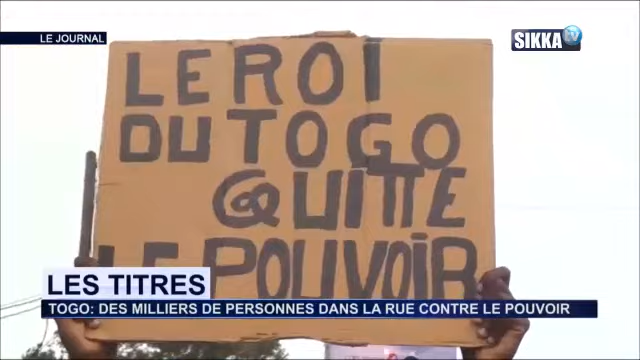 LE JOURNAL
SIKKA TV
LE ROI
DU TOGO
QUITTE
LE POUVOIR
LES TITRES
TOGO: DES MILLIERS DE PERSONNES DANS LA RUE CONTRE LE POUVOIR